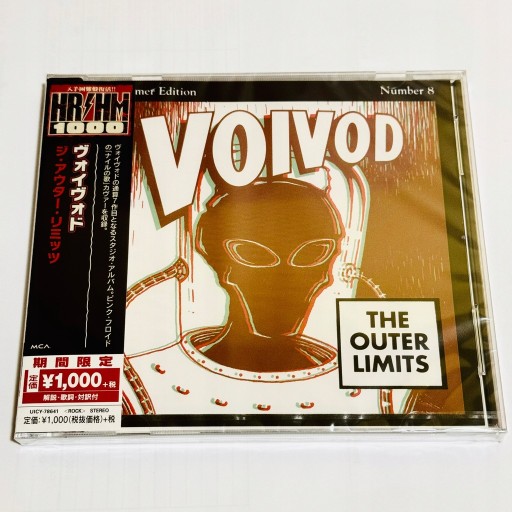 入手困難盤復活!!
HR/HM
1000
ヴォイヴォド
ジ・アウター・リミッツ
ヴォイヴォドの通算7作目となるスタジオ・アルバム。ピンク・フロイド
の「ナイルの歌」カヴァーを収録。
MCA
期間限定
定価 ¥1,000+税
解説・歌詞・対訳付
UICY-78641 <ROCK> STEREO
定価:¥1,000(税抜価格)+税
mer Edition
Nümber 8
VOIVOD
THE
OUTER
LIMITS